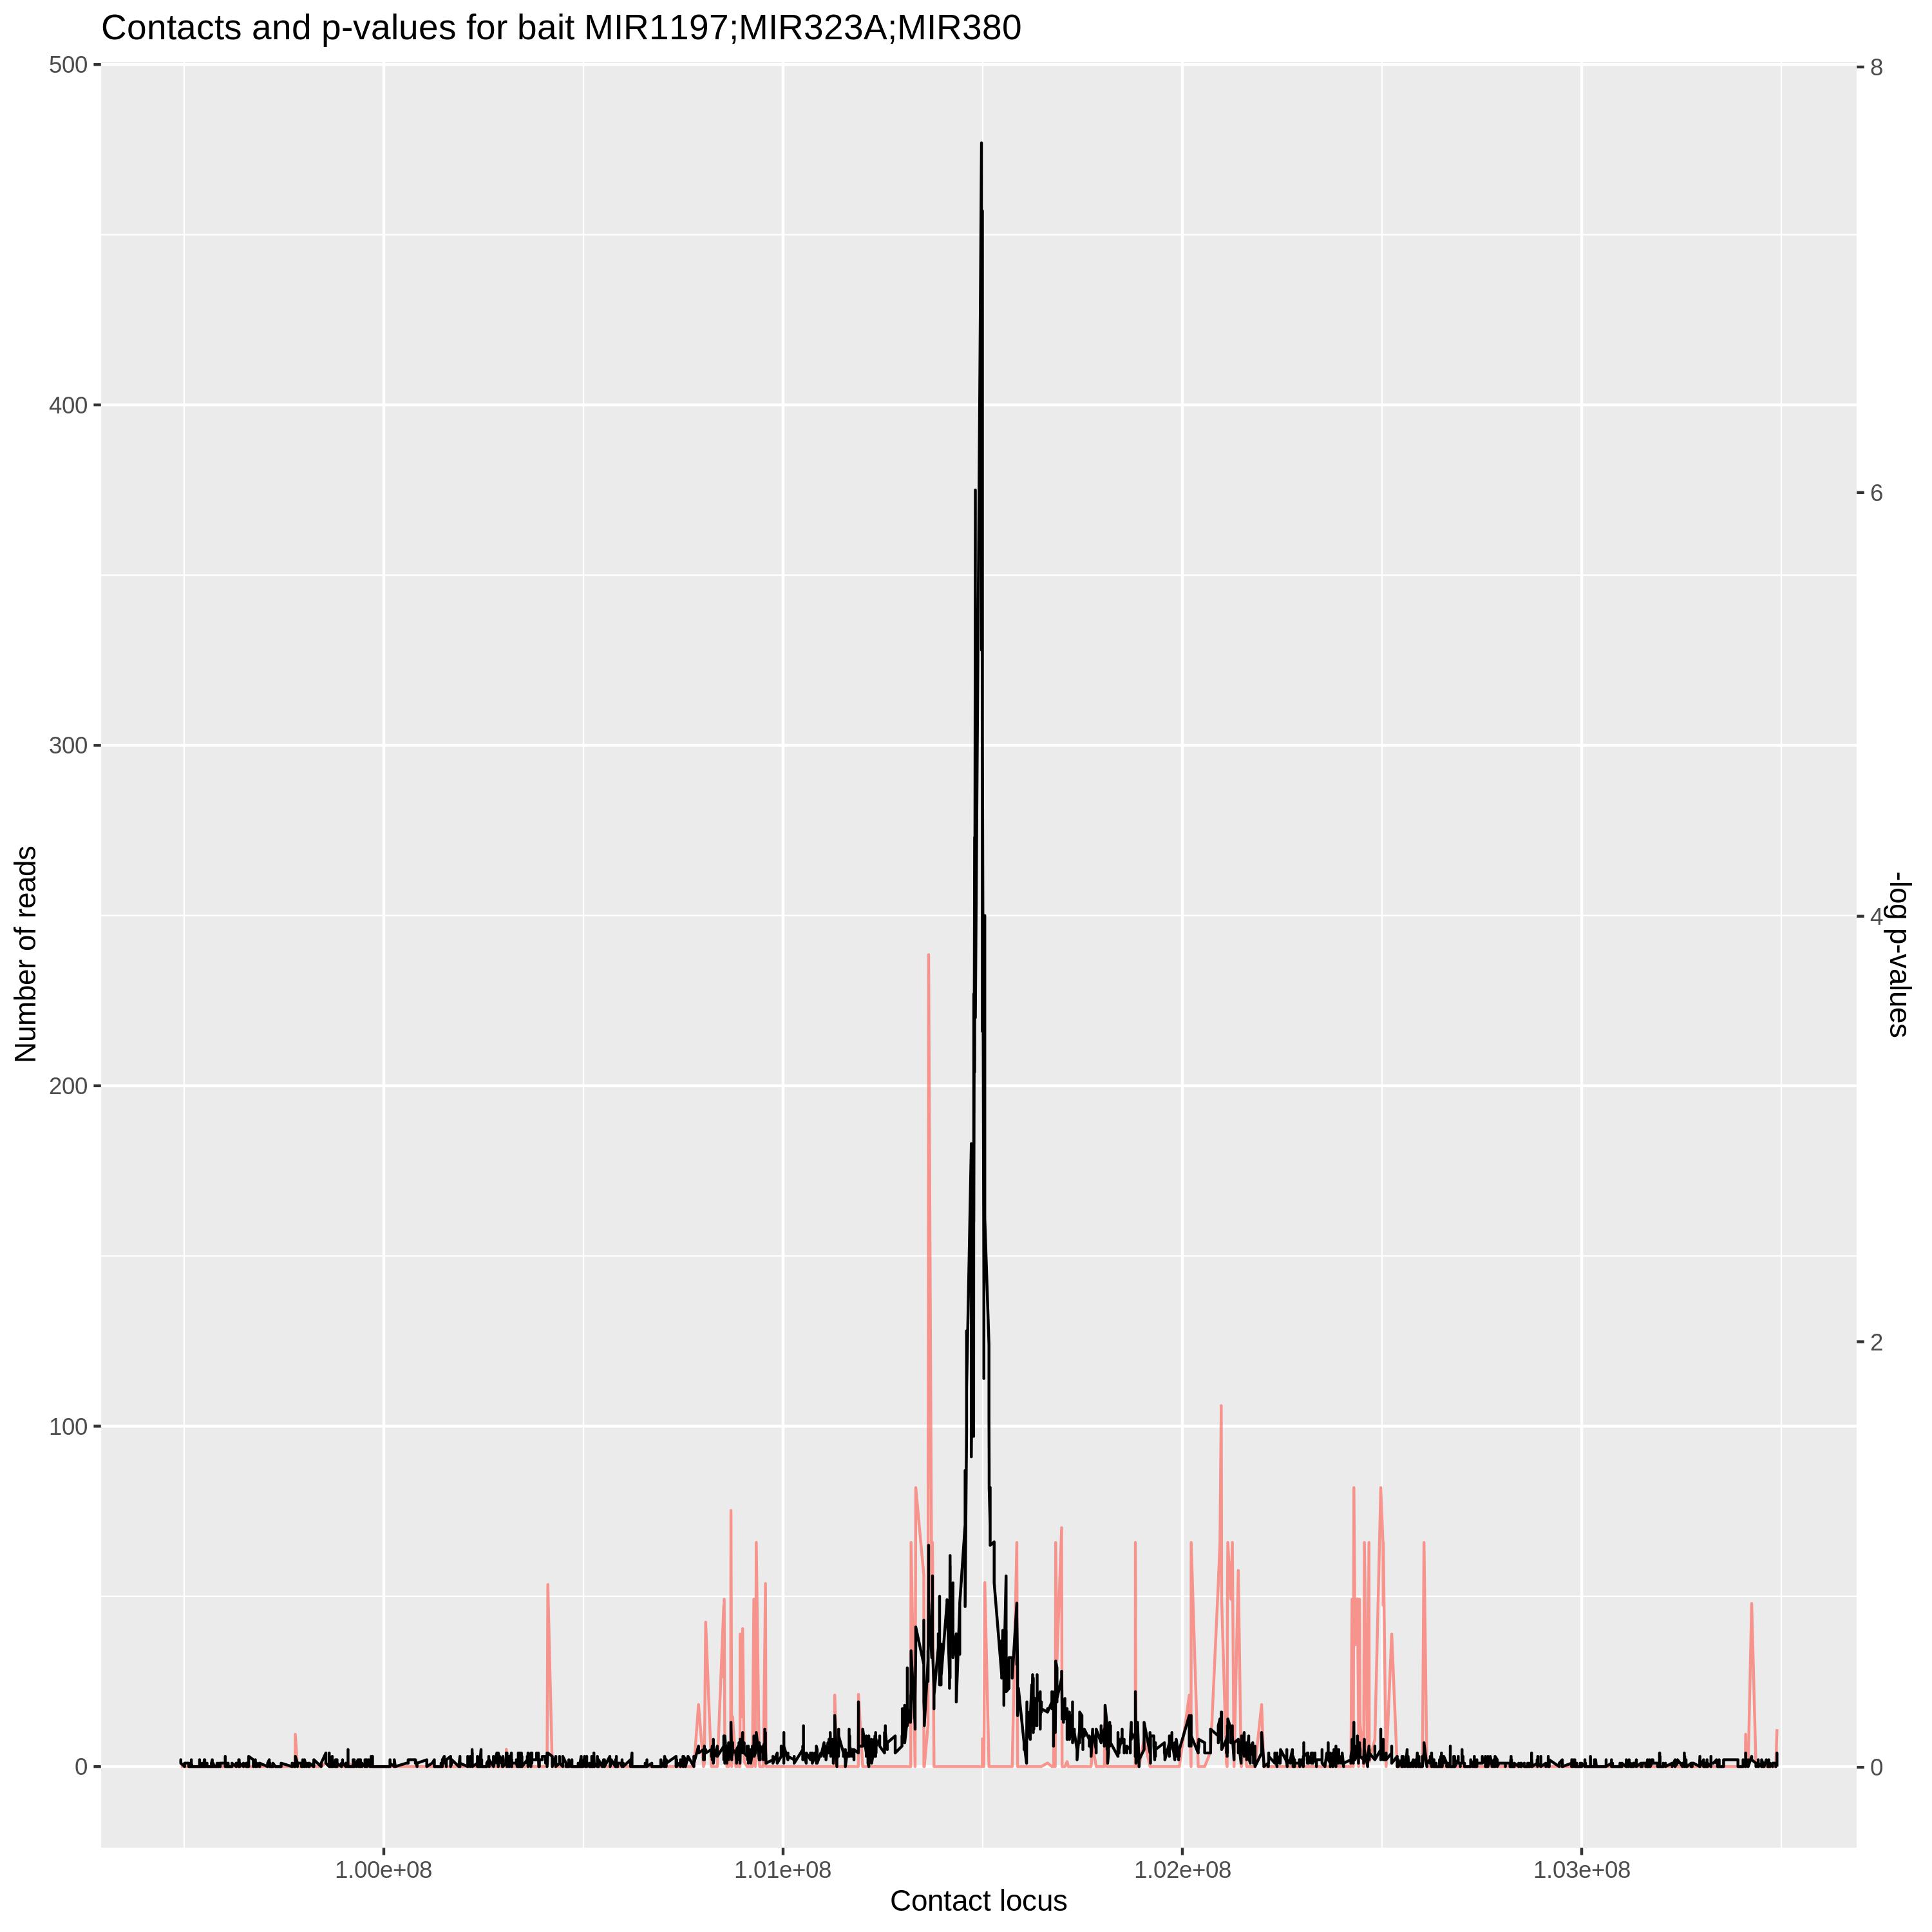 Contacts and p-values for bait MIR1197;MIR323A;MIR380
500
400
300
200
100
0
Number of reads
8
6
4
2
0
-log p-values
1.00e+08 1.01e+08 1.02e+08 1.03e+08
Contact locus